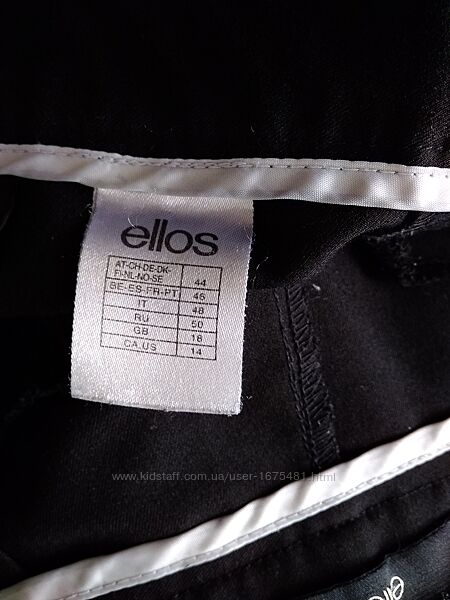 ellos
AT-CH-DE-DK-
FI-NL-NO-SE 44
BE-ES-FR-PT 46
IT 48
RU 50
GB 18
CA,US 14
www.kidstaff.com.ua/user-1675481.html